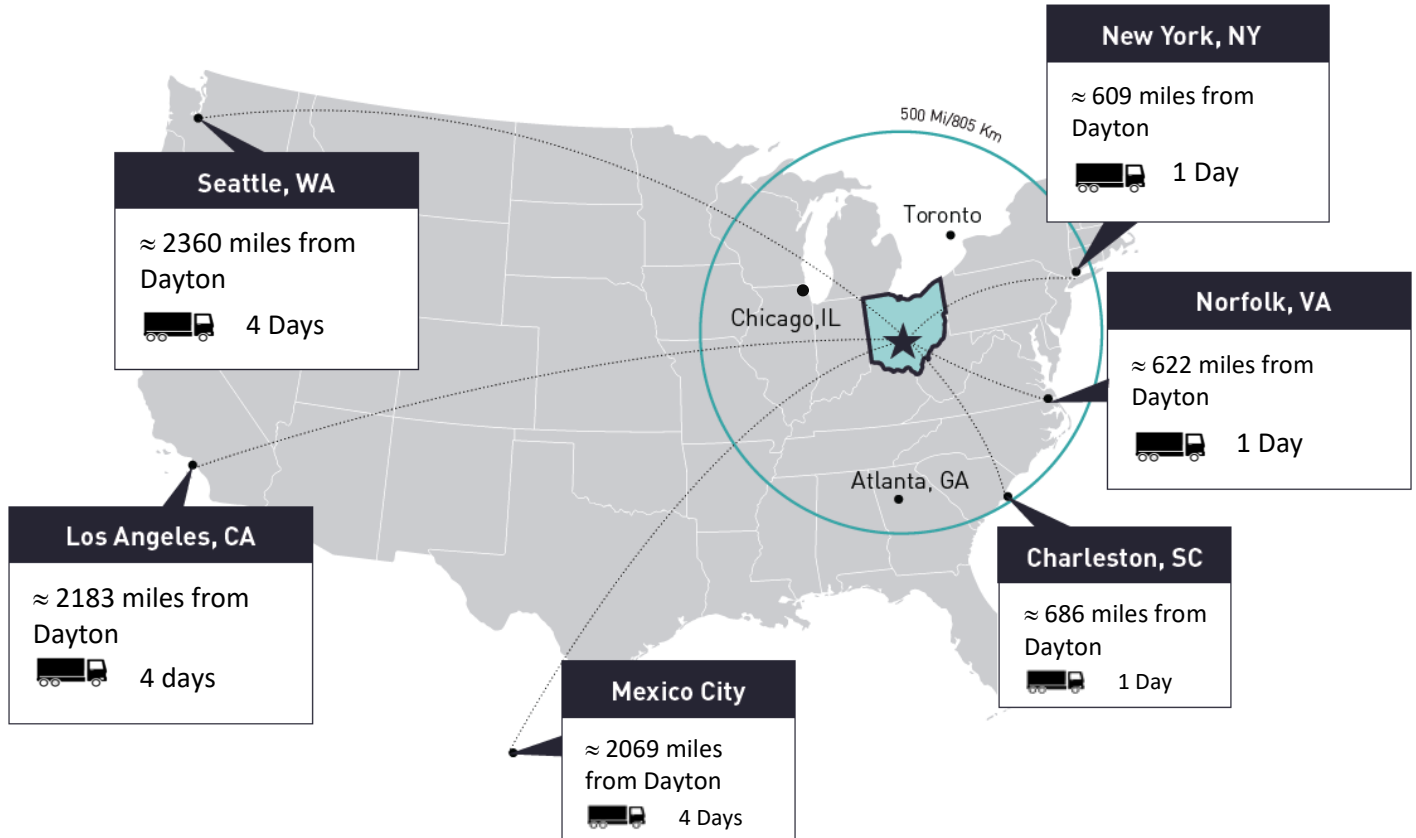 New York, NY
≈ 609 miles from
Dayton
1 Day
500 Mi/805 Km
Seattle, WA
≈ 2360 miles from
Dayton
4 Days
Toronto
Chicago,IL
Norfolk, VA
≈ 622 miles from
Dayton
1 Day
Atlanta, GA
Los Angeles, CA
≈ 2183 miles from
Dayton
4 days
Charleston, SC
≈ 686 miles from
Dayton
1 Day
Mexico City
≈ 2069 miles
from Dayton
4 Days